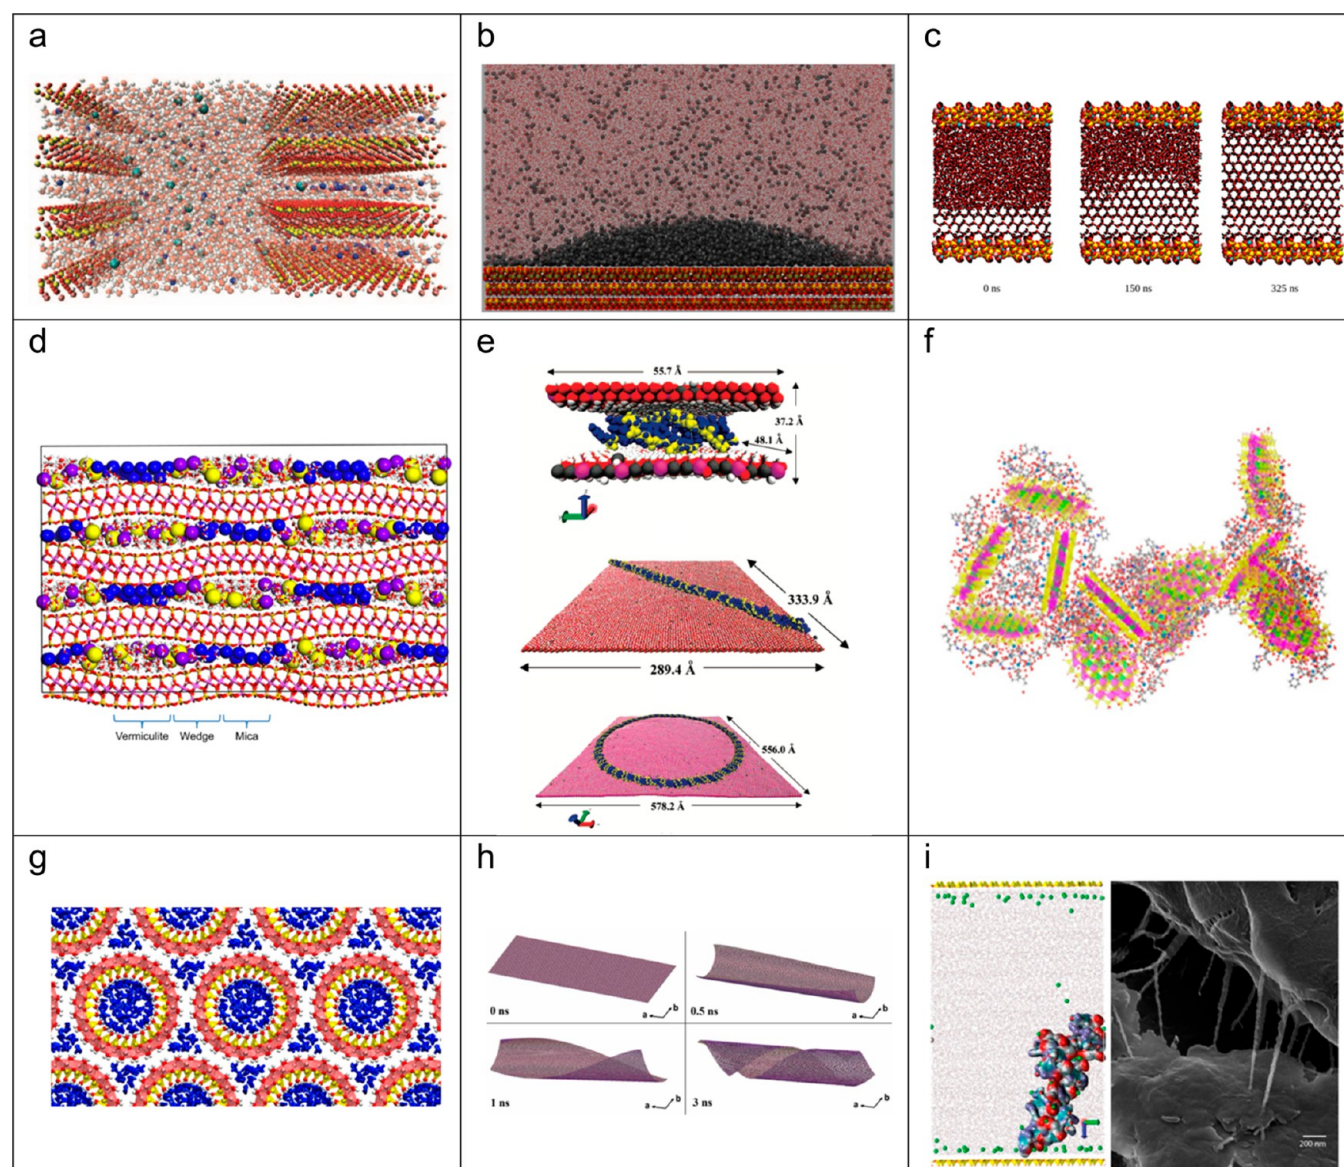 a
b
c
0 ns
150 ns
325 ns
d
Vermiculite
Wedge
Mica
e
55.7 Å
37.2 Å
48.1 Å
333.9 Å
289.4 Å
556.0 Å
578.2 Å
f
g
h
0 ns
a
b
0.5 ns
a
b
1 ns
a
b
3 ns
a
b
i
200 nm